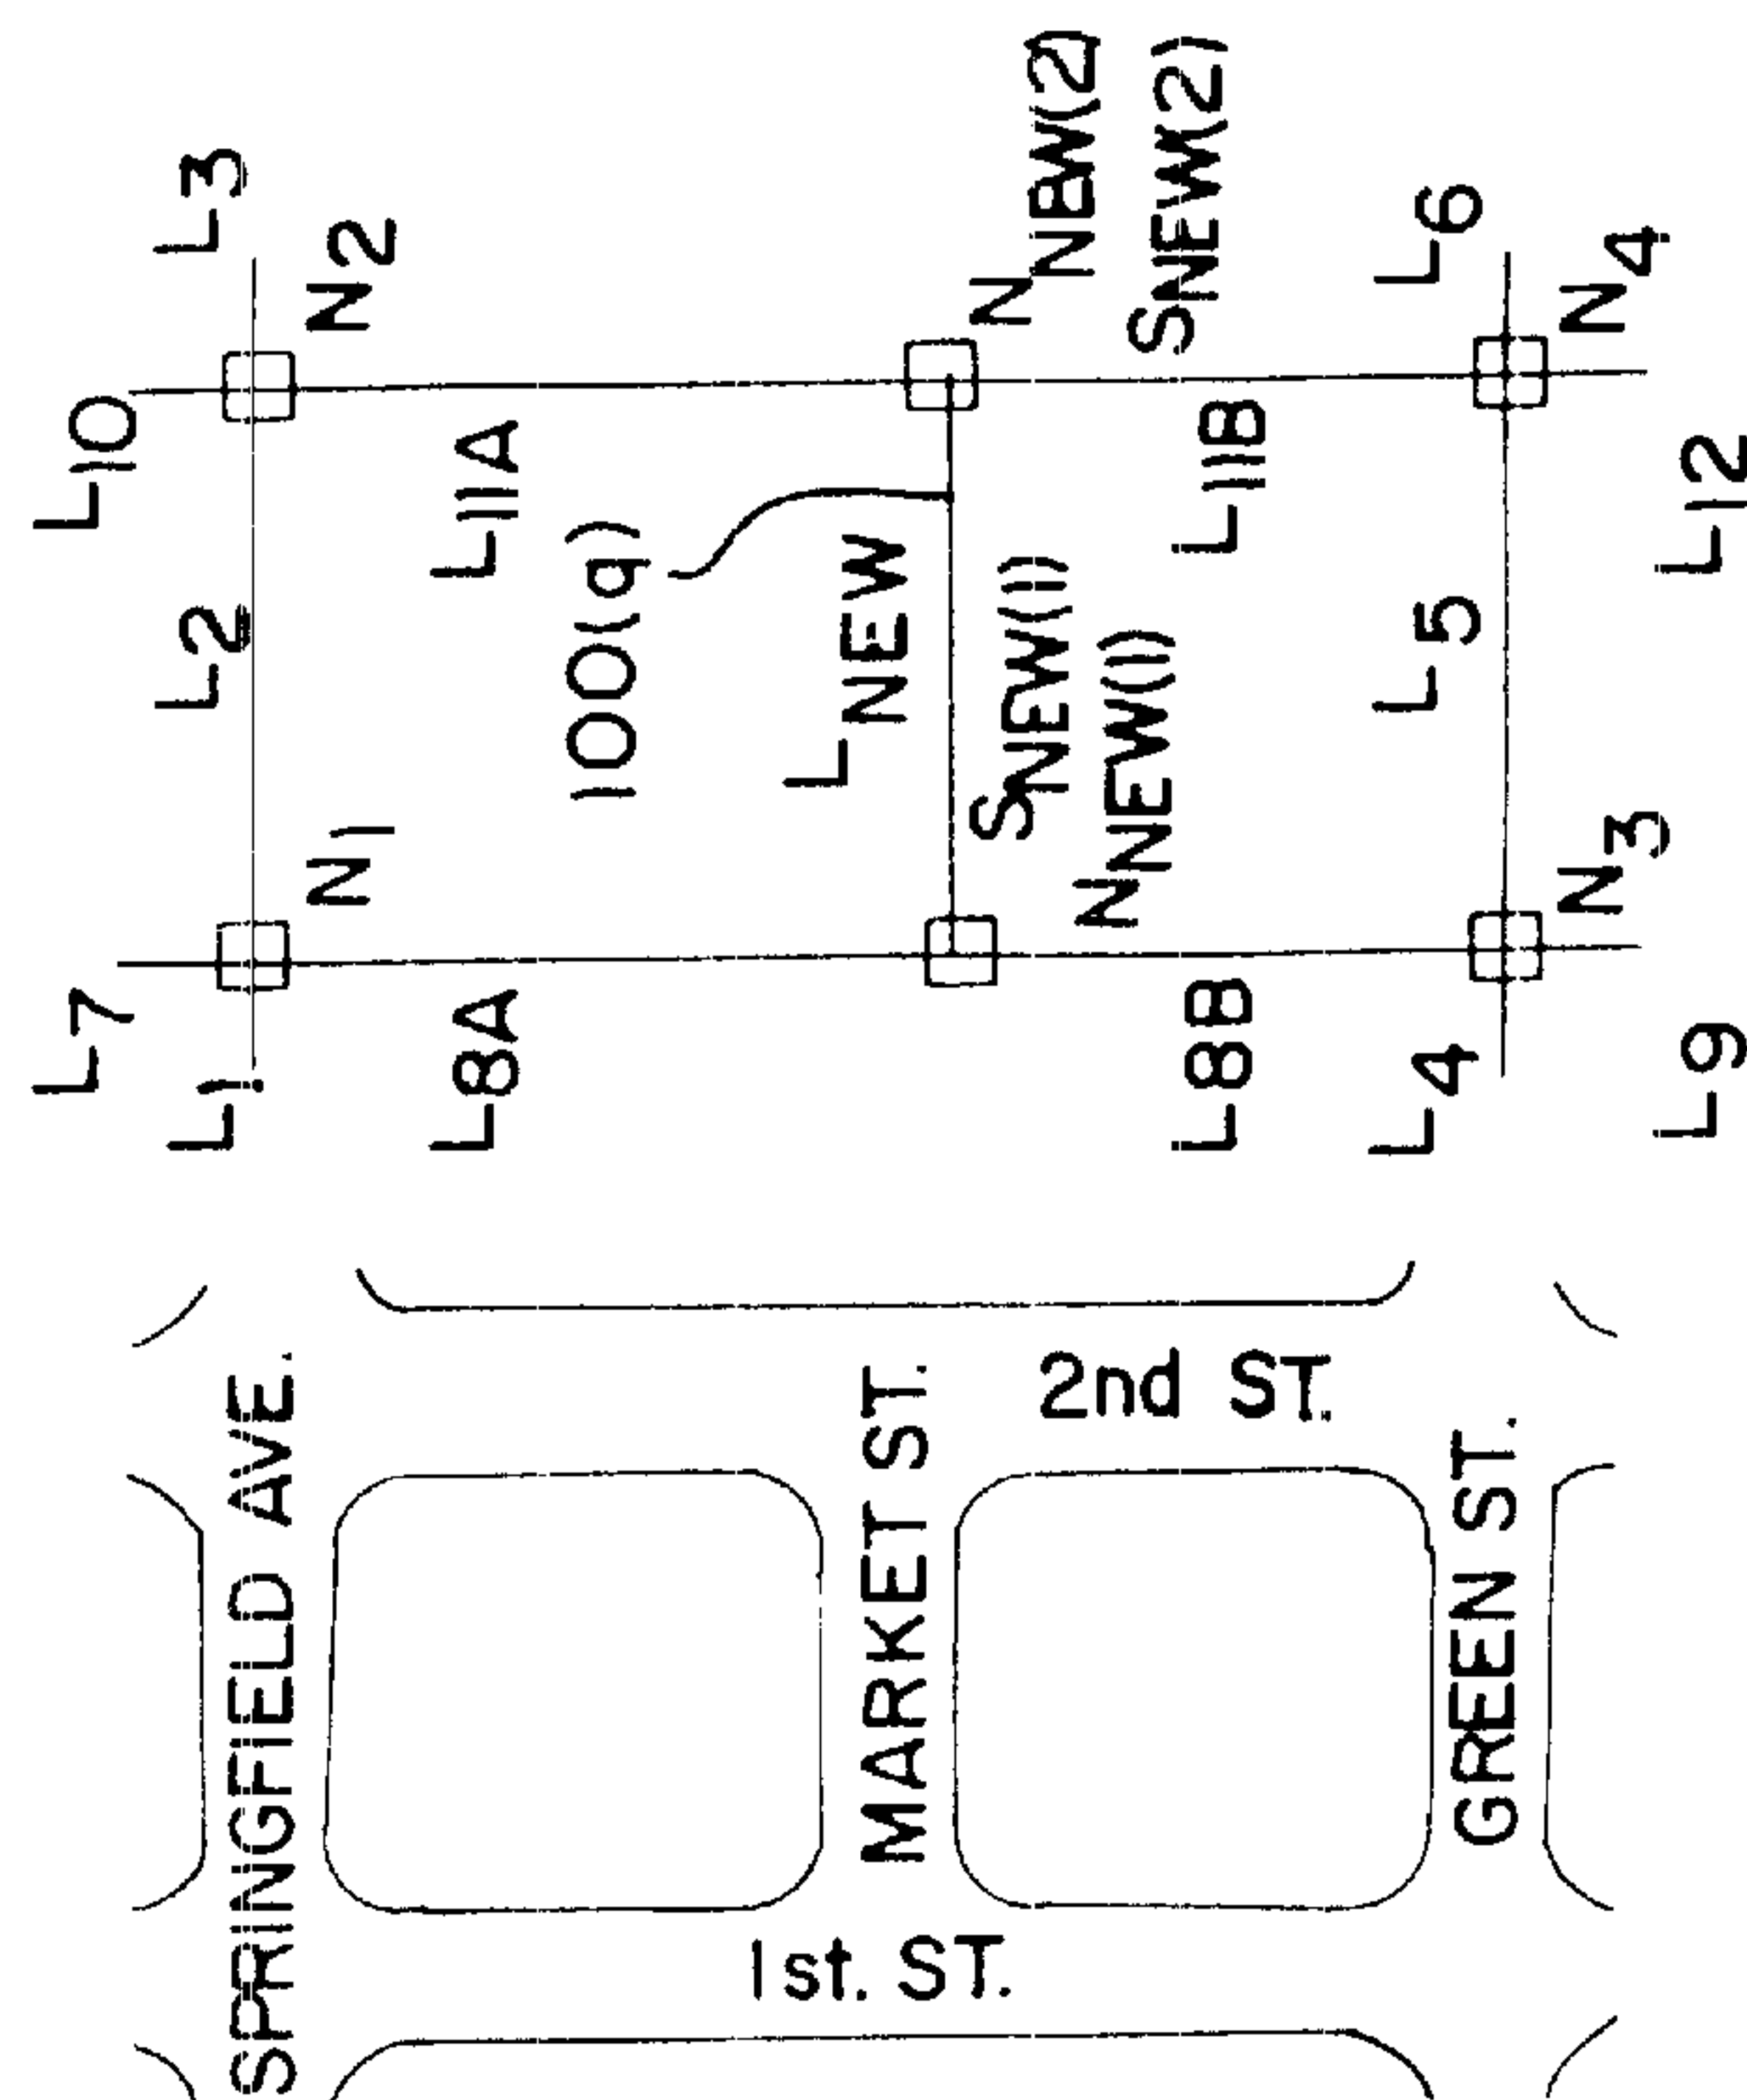 L7
L10
L1
L2
L3
N1
N2
L8A
L11A
100(q)
LNEW
SNEW(1)
NNEW(1)
NNEW(2)
SNEW(2)
L8B
L11B
L4
L5
L6
N3
N4
L9
L12
SPRINGFIELD AVE.
MARKET ST.
2nd ST.
GREEN ST.
1st. ST.